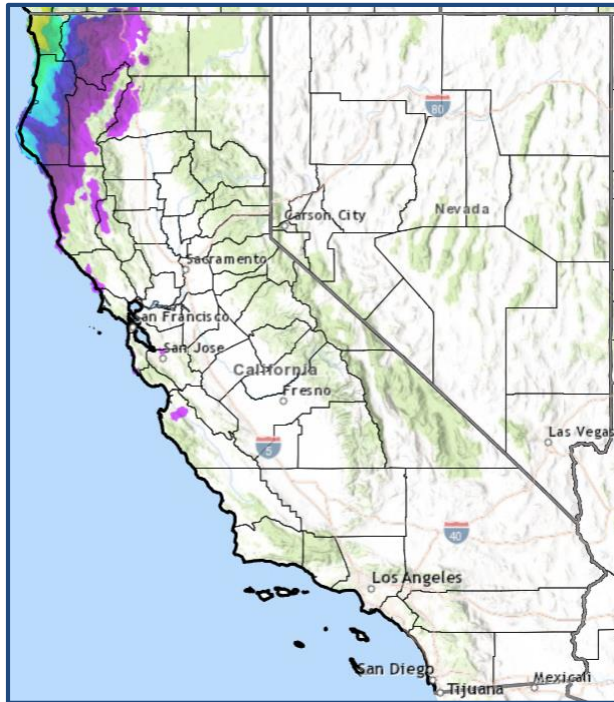 80
Nevada
Carson City
Sacramento
San Francisco
San Jose
California
Fresno
Las Vegas
5
40
Los Angeles
San Diego
Tijuana
Mexicali